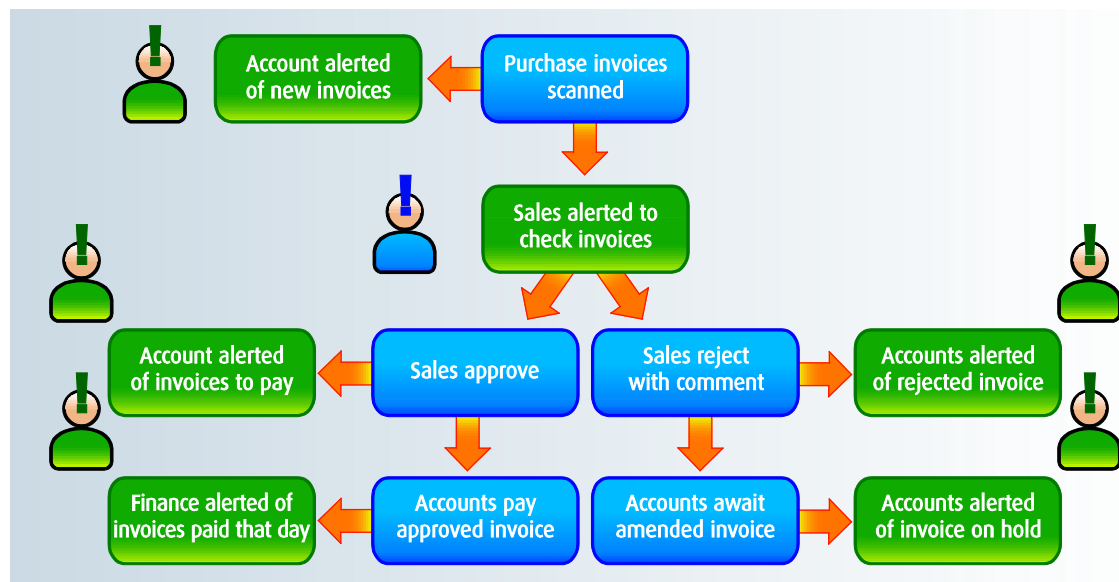 Account alerted
of new invoices
Purchase invoices
scanned
Sales alerted to
check invoices
Account alerted
of invoices to pay
Sales approve
Sales reject
with comment
Accounts alerted
of rejected invoice
Finance alerted of
invoices paid that day
Accounts pay
approved invoice
Accounts await
amended invoice
Accounts alerted
of invoice on hold